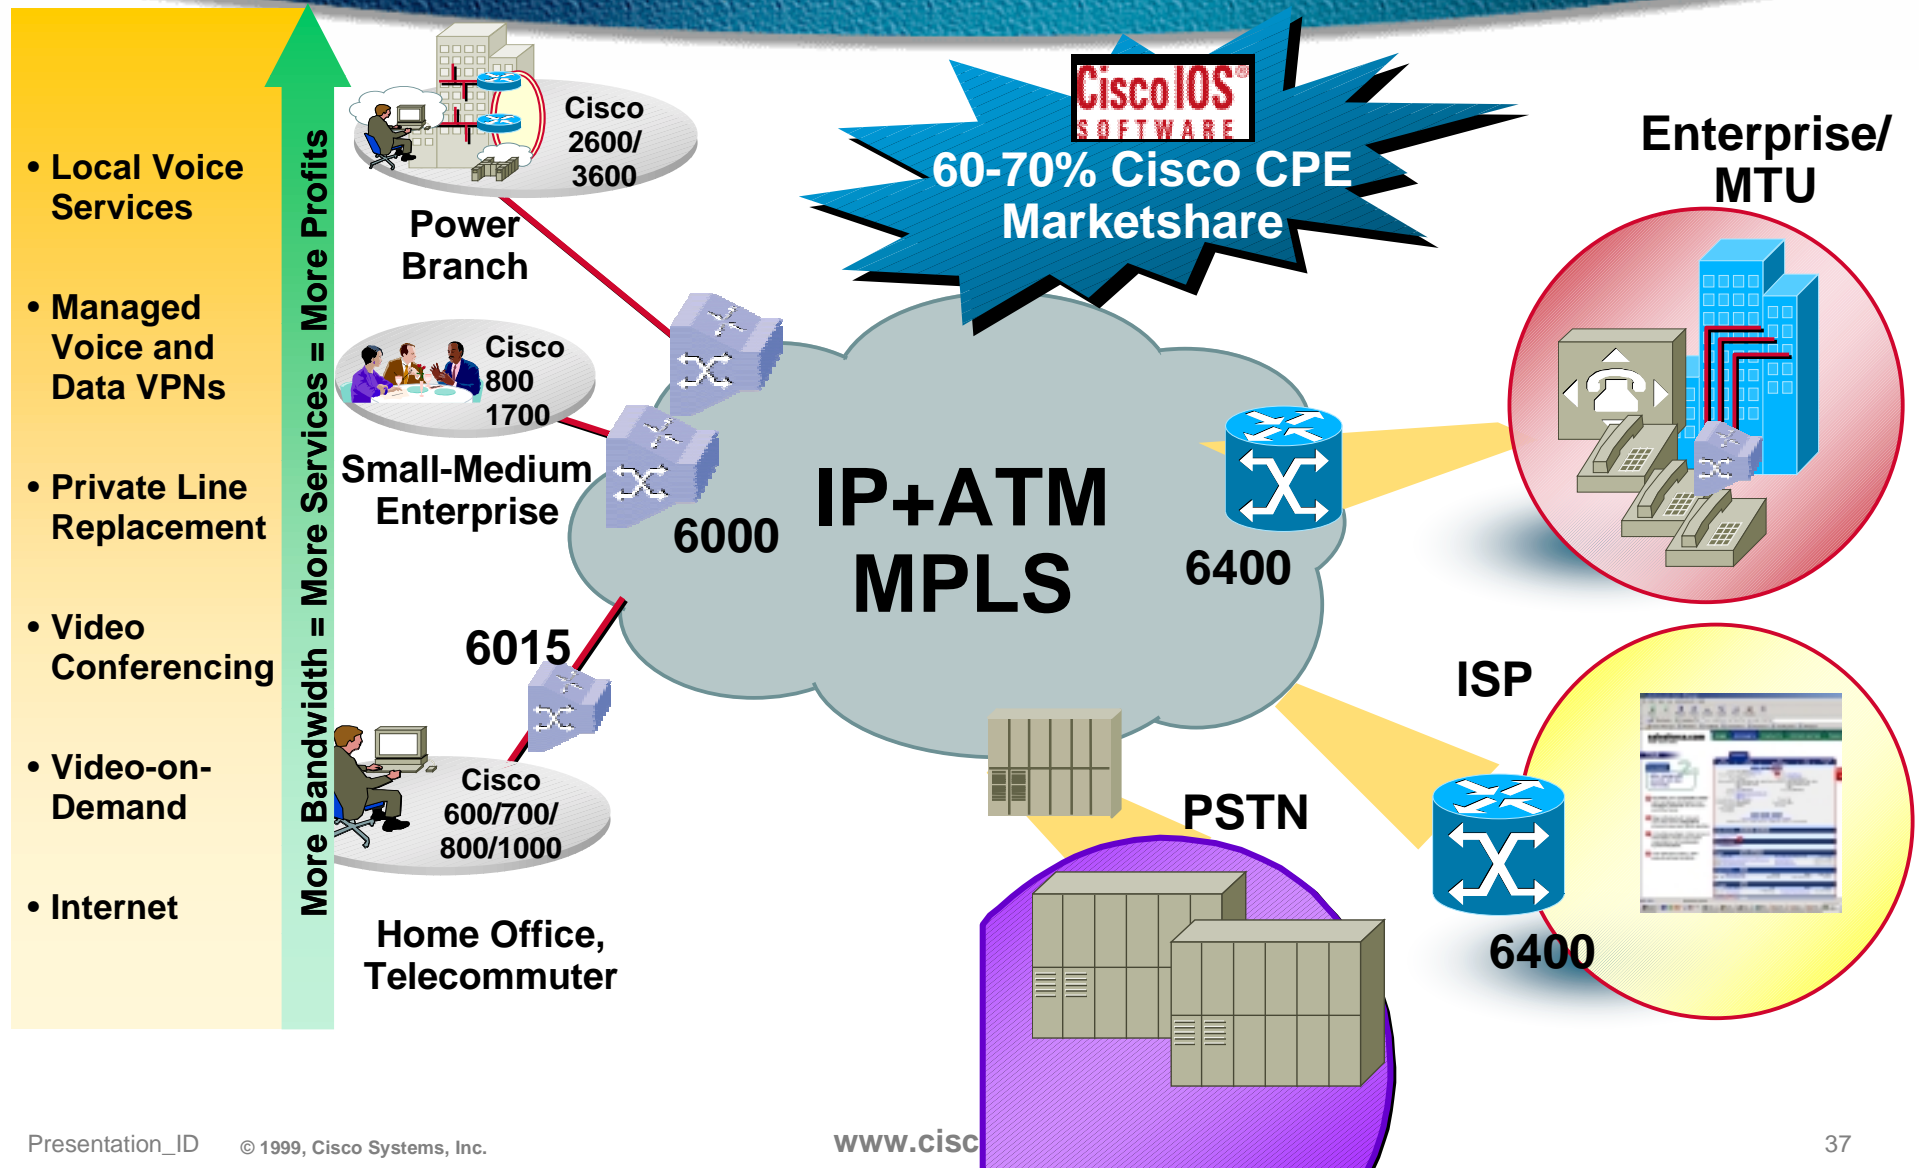 • Local Voice
Services
• Managed
Voice and
Data VPNs
• Private Line
Replacement
• Video
Conferencing
• Video-on-
Demand
• Internet
More Bandwidth = More Services = More Profits
Cisco
2600/
3600
Power
Branch
Cisco
800
1700
Small-Medium
Enterprise
6000
6015
Cisco
600/700/
800/1000
Home Office,
Telecommuter
Cisco IOS®
SOFTWARE
60-70% Cisco CPE
Marketshare
IP+ATM
MPLS
6400
Enterprise/
MTU
ISP
6400
PSTN
Presentation_ID
© 1999, Cisco Systems, Inc.
www.cisc
37